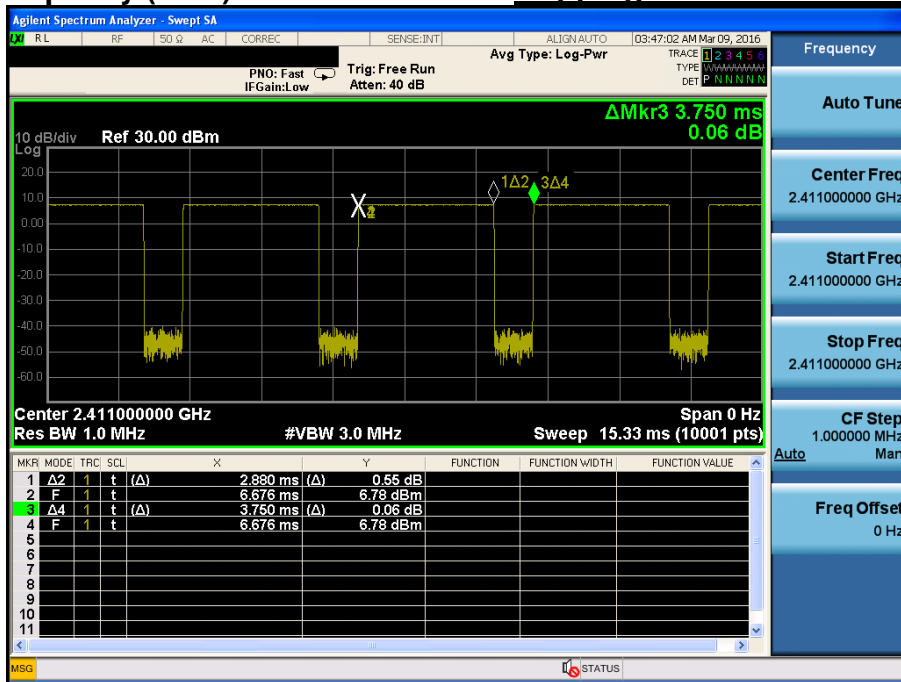 Agilent Spectrum Analyzer - Swept SA
LXI RL RF 50 Ω AC CORREC SENSE:INT ALIGNAUTO 03:47:02 AM Mar 09, 2016
Frequency
Avg Type: Log-Pwr
TRACE 1 2 3 4 5 6
TYPE
DET P N N N N N
PNO: Fast
IFGain:Low
Trig: Free Run
Atten: 40 dB
Auto Tune
ΔMkr3 3.750 ms
0.06 dB
10 dB/div Ref 30.00 dBm
Log
20.0
10.0
0.00
-10.0
-20.0
-30.0
-40.0
-50.0
-60.0
1Δ2 3Δ4
X
Center Freq
2.411000000 GHz
Start Freq
2.411000000 GHz
Stop Freq
2.411000000 GHz
Center 2.411000000 GHz Span 0 Hz
Res BW 1.0 MHz #VBW 3.0 MHz Sweep 15.33 ms (10001 pts)
CF Step
1.000000 MHz
Auto Man
MKR MODE TRC SCL X Y FUNCTION FUNCTION WIDTH FUNCTION VALUE
1 Δ2 1 t (Δ) 2.880 ms (Δ) 0.55 dB
2 F 1 t 6.676 ms 6.78 dBm
3 Δ4 1 t (Δ) 3.750 ms (Δ) 0.06 dB
4 F 1 t 6.676 ms 6.78 dBm
5
6
7
8
9
10
11
Freq Offset
0 Hz
MSG STATUS